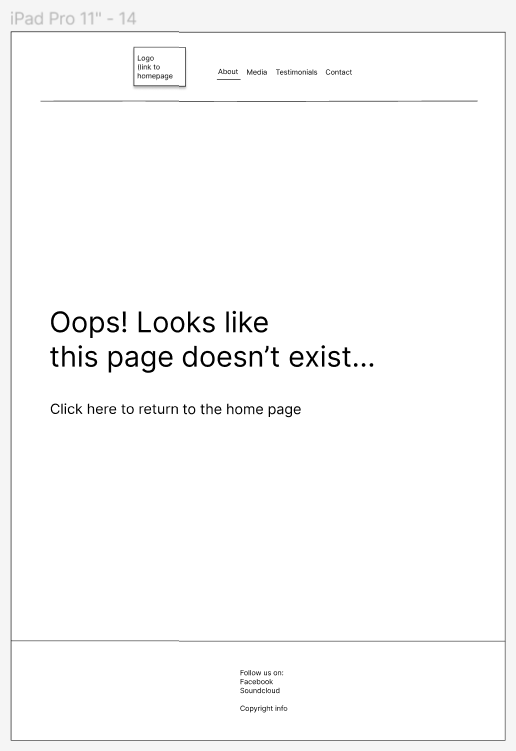 iPad Pro 11" - 14
Logo
(link to
homepage
About Media Testimonials Contact
Oops! Looks like
this page doesn’t exist...
Click here to return to the home page
Follow us on:
Facebook
Soundcloud
Copyright info